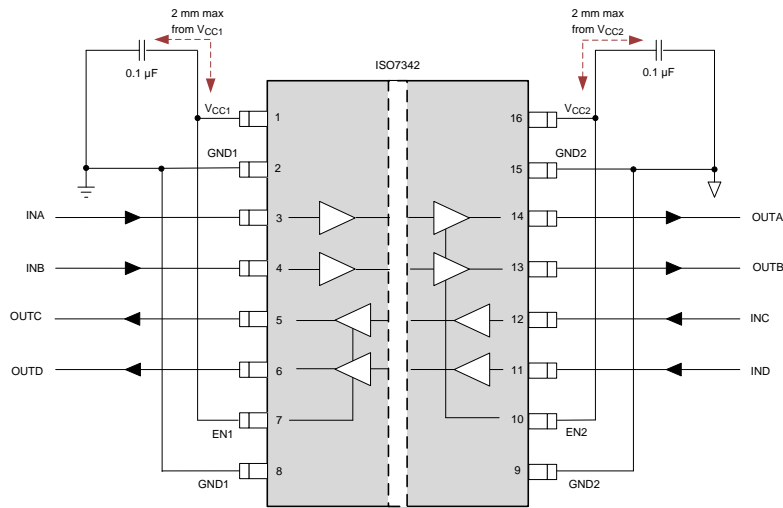 2 mm max
from VCC1
2 mm max
from VCC2
0.1 µF
ISO7342
0.1 µF
VCC1
1
16
VCC2
GND1
2
15
GND2
INA
3
14
OUTA
INB
4
13
OUTB
OUTC
5
12
INC
OUTD
6
11
IND
EN1
7
10
EN2
GND1
8
9
GND2